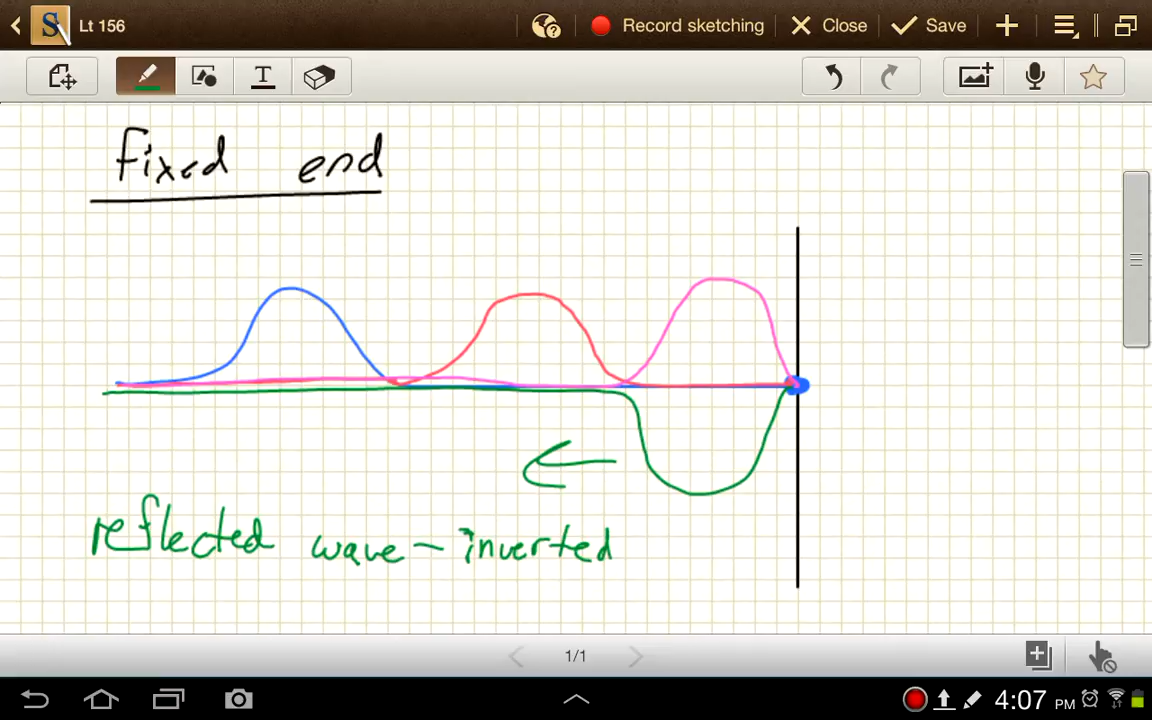 Lt 156
Record sketching
Close
Save
Fixed end
reflected wave - inverted
1/1
4:07 PM